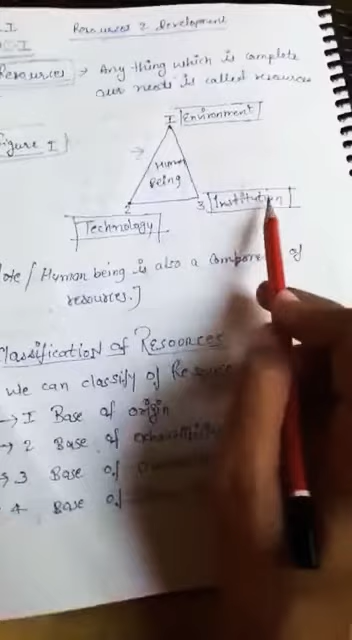 I
Resources & Development
I
Resources → Any thing which is complete
our needs is called resources
1 Environment
Figure I
Human
Being
2 3 Institution
Technology
Note / Human being is also a component of
resources.]
Classification of Resources
we can classify of Resource
→ I Base of origin
→ 2 Base of
→ 3 Base of
4 Base of